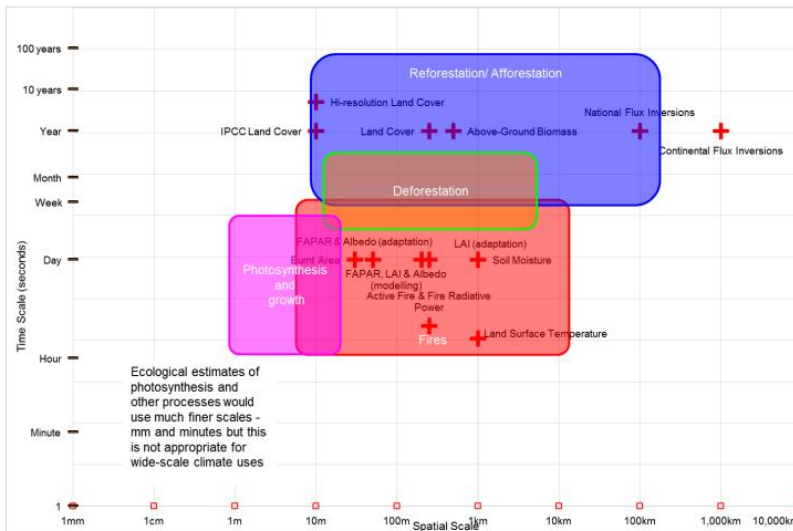 100 years
Reforestation/ Afforestation
10 years
Hi-resolution Land Cover
National Flux Inversions
Year
IPCC Land Cover
Land Cover
Above-Ground Biomass
Continental Flux Inversions
Month
Deforestation
Week
FAPAR & Albedo (adaptation)
LAI (adaptation)
Day
Burnt Area
Soil Moisture
Photosynthesis
and
growth
FAPAR, LAI & Albedo
(modelling)
Active Fire & Fire Radiative
Power
Land Surface Temperature
Fires
Hour
Time Scale (seconds)
Ecological estimates of
photosynthesis and
other processes would
use much finer scales -
mm and minutes but this
is not appropriate for
wide-scale climate uses
Minute
1
1mm 1cm 1m 10m 100m 1km 10km 100km 1,000km 10,000km
Spatial Scale